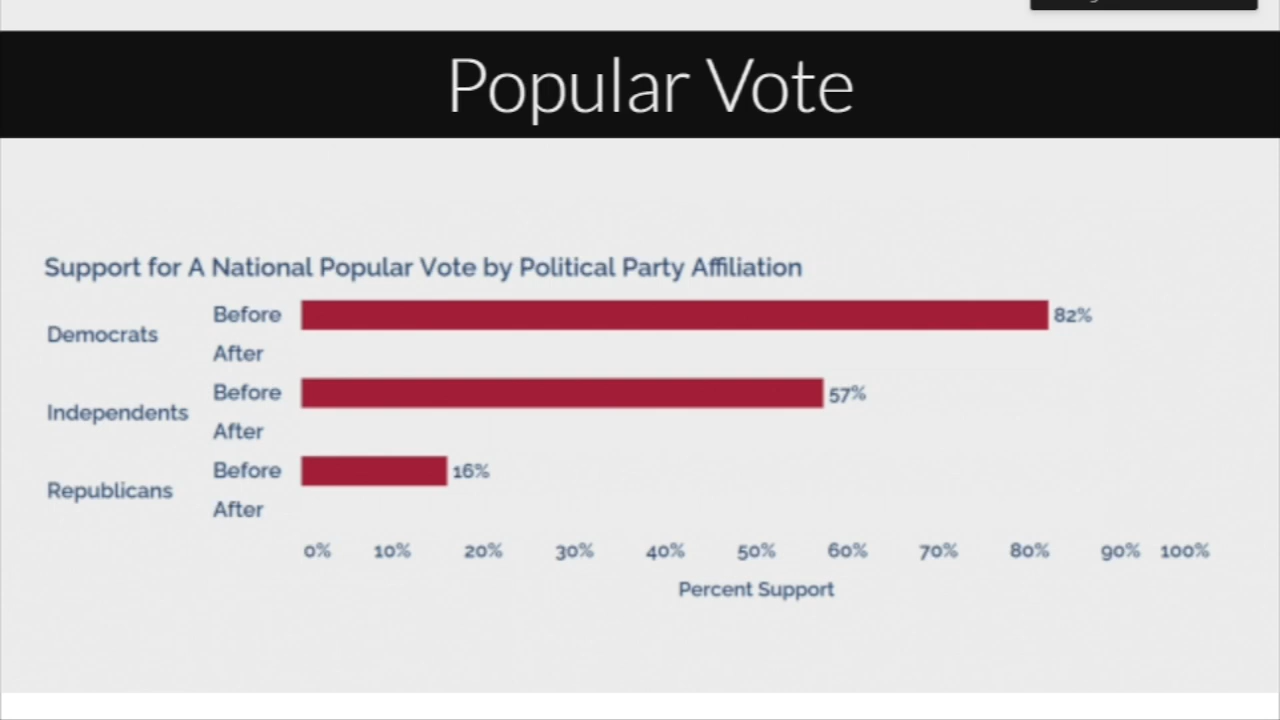 Popular Vote
Support for A National Popular Vote by Political Party Affiliation
Democrats
Before 82%
After
Independents
Before 57%
After
Republicans
Before 16%
After
0% 10% 20% 30% 40% 50% 60% 70% 80% 90% 100%
Percent Support